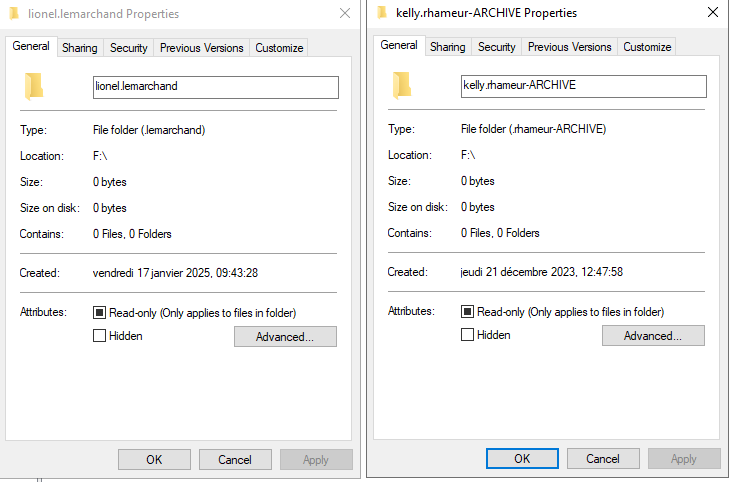 lionel.lemarchand Properties
General Sharing Security Previous Versions Customize
lionel.lemarchand
Type: File folder (.lemarchand)
Location: F:\
Size: 0 bytes
Size on disk: 0 bytes
Contains: 0 Files, 0 Folders
Created: vendredi 17 janvier 2025, 09:43:28
Attributes: Read-only (Only applies to files in folder)
Hidden Advanced...
OK Cancel Apply
kelly.rhameur-ARCHIVE Properties
General Sharing Security Previous Versions Customize
kelly.rhameur-ARCHIVE
Type: File folder (.rhameur-ARCHIVE)
Location: F:\
Size: 0 bytes
Size on disk: 0 bytes
Contains: 0 Files, 0 Folders
Created: jeudi 21 décembre 2023, 12:47:58
Attributes: Read-only (Only applies to files in folder)
Hidden Advanced...
OK Cancel Apply